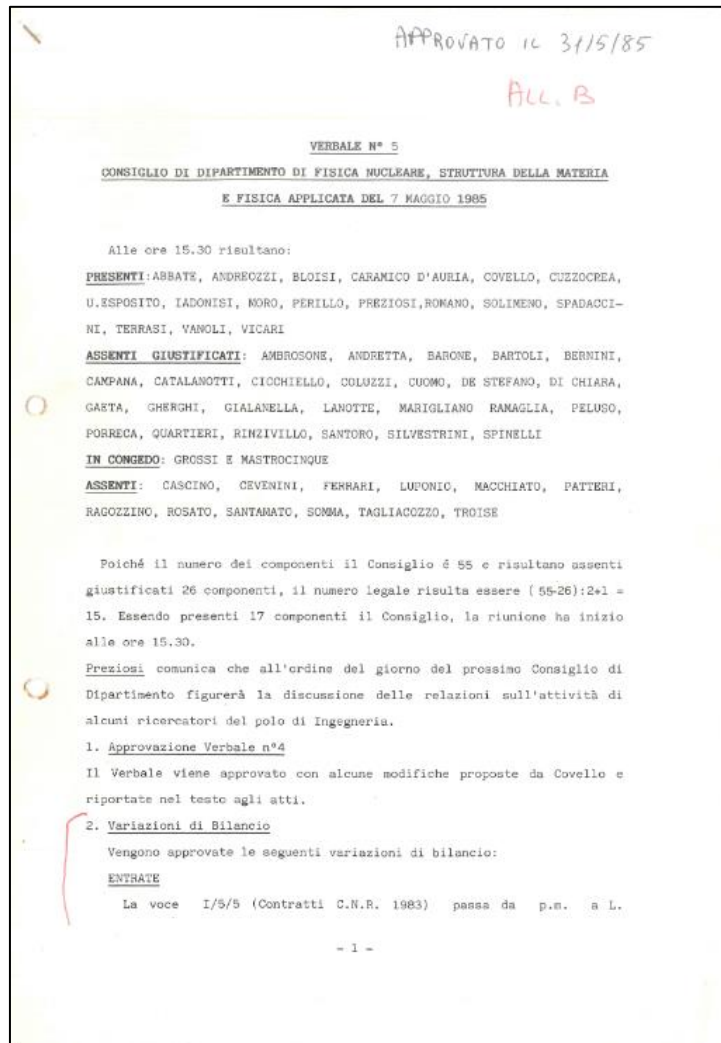 APPROVATO IL 31/5/85
ALL. B
VERBALE N° 5
CONSIGLIO DI DIPARTIMENTO DI FISICA NUCLEARE, STRUTTURA DELLA MATERIA
E FISICA APPLICATA DEL 7 MAGGIO 1985
Alle ore 15.30 risultano:
PRESENTI:ABBATE, ANDREOZZI, BLOISI, CARAMICO D'AURIA, COVELLO, CUZZOCREA,
U.ESPOSITO, IADONISI, MORO, PERILLO, PREZIOSI,ROMANO, SOLIMENO, SPADACCI-
NI, TERRASI, VANOLI, VICARI
ASSENTI GIUSTIFICATI: AMBROSONE, ANDRETTA, BARONE, BARTOLI, BERNINI,
CAMPANA, CATALANOTTI, CICCHIELLO, COLUZZI, CUOMO, DE STEFANO, DI CHIARA,
GAETA, GHERGHI, GIALANELLA, LANOTTE, MARIGLIANO RAMAGLIA, PELUSO,
PORRECA, QUARTIERI, RINZIVILLO, SANTORO, SILVESTRINI, SPINELLI
IN CONGEDO: GROSSI E MASTROCINQUE
ASSENTI: CASCINO, CEVENINI, FERRARI, LUPONIO, MACCHIATO, PATTERI,
RAGOZZINO, ROSATO, SANTAMATO, SOMMA, TAGLIACOZZO, TROISE
Poiché il numero dei componenti il Consiglio é 55 e risultano assenti
giustificati 26 componenti, il numero legale risulta essere (55-26):2+1 =
15. Essendo presenti 17 componenti il Consiglio, la riunione ha inizio
alle ore 15.30.
Preziosi comunica che all'ordine del giorno del prossimo Consiglio di
Dipartimento figurerà la discussione delle relazioni sull'attività di
alcuni ricercatori del polo di Ingegneria.
1. Approvazione Verbale n°4
Il Verbale viene approvato con alcune modifiche proposte da Covello e
riportate nel testo agli atti.
2. Variazioni di Bilancio
Vengono approvate le seguenti variazioni di bilancio:
ENTRATE
La voce I/5/5 (Contratti C.N.R. 1983) passa da p.m. a L.
- 1 -